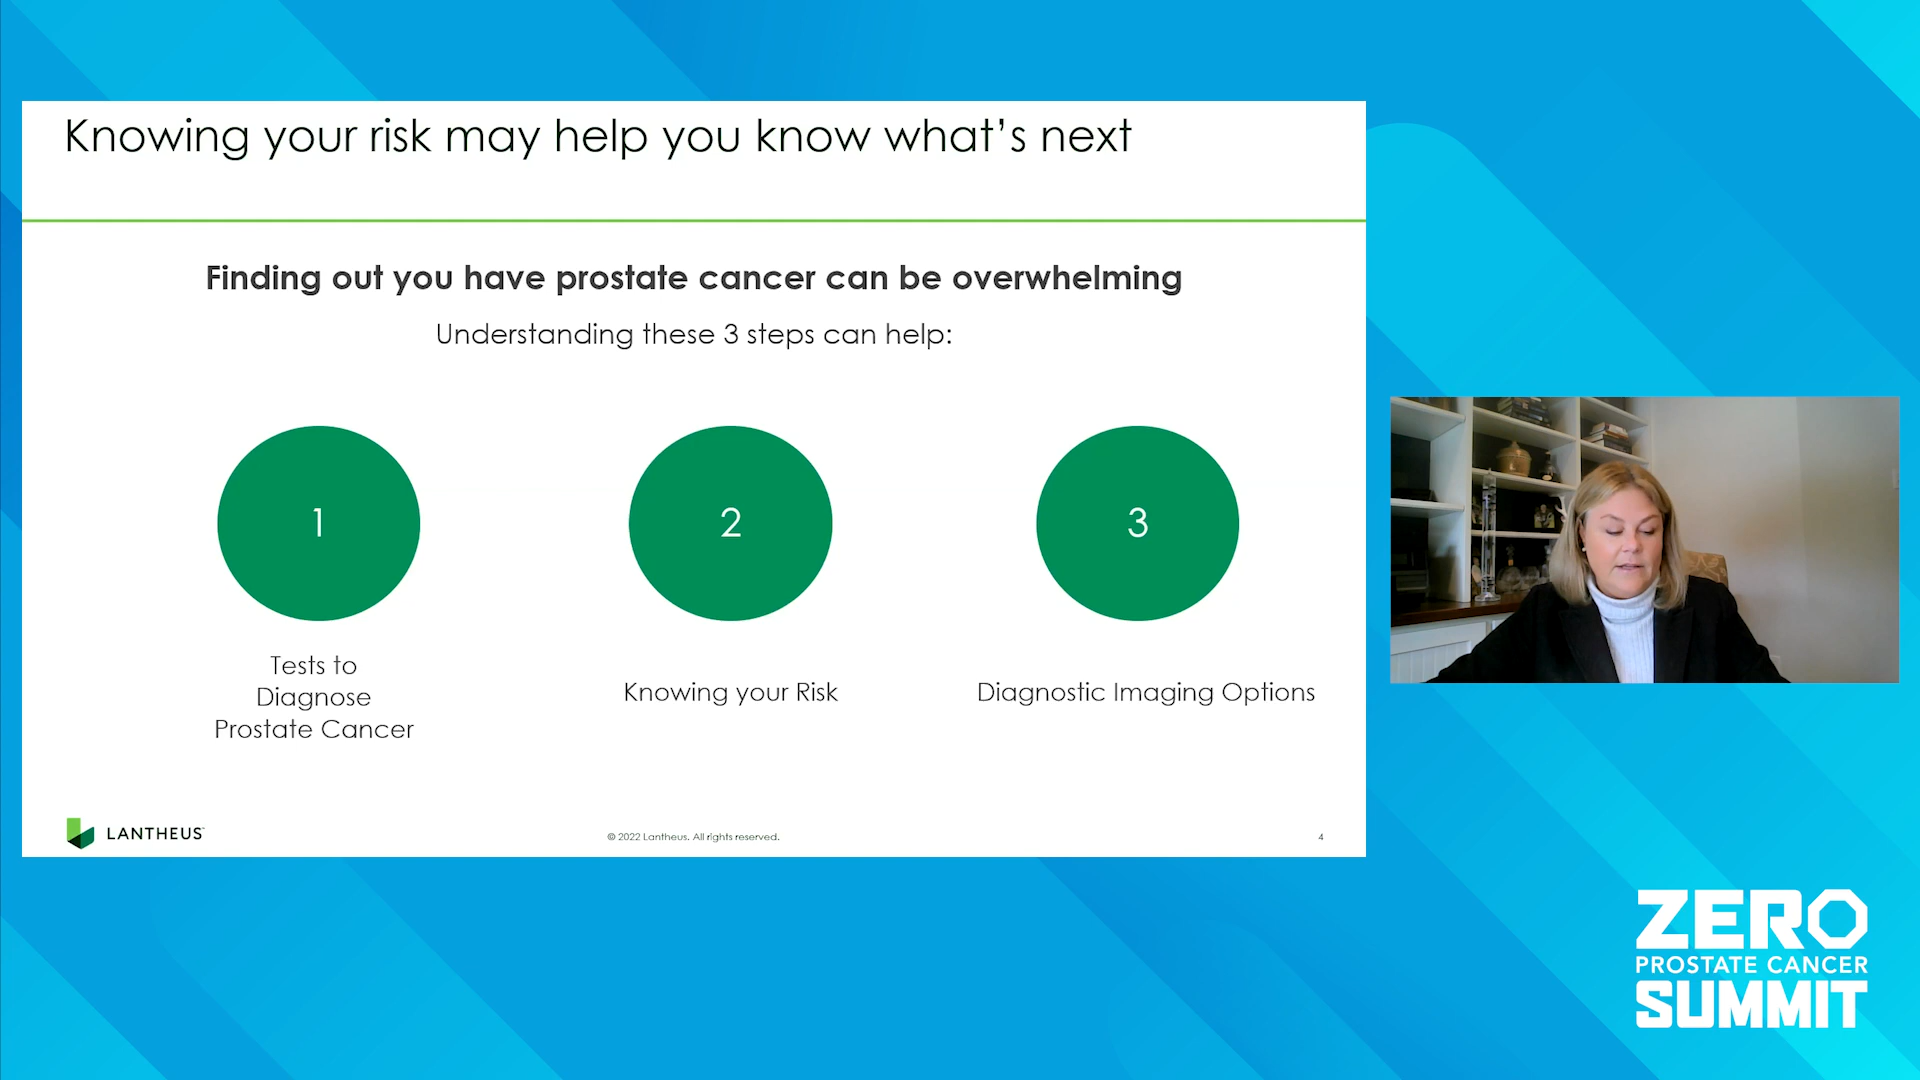 Knowing your risk may help you know what's next
Finding out you have prostate cancer can be overwhelming
Understanding these 3 steps can help:
1
Tests to
Diagnose
Prostate Cancer
2
Knowing your Risk
3
Diagnostic Imaging Options
LANTHEUS
© 2022 Lantheus. All rights reserved.
4
ZERO
PROSTATE CANCER
SUMMIT